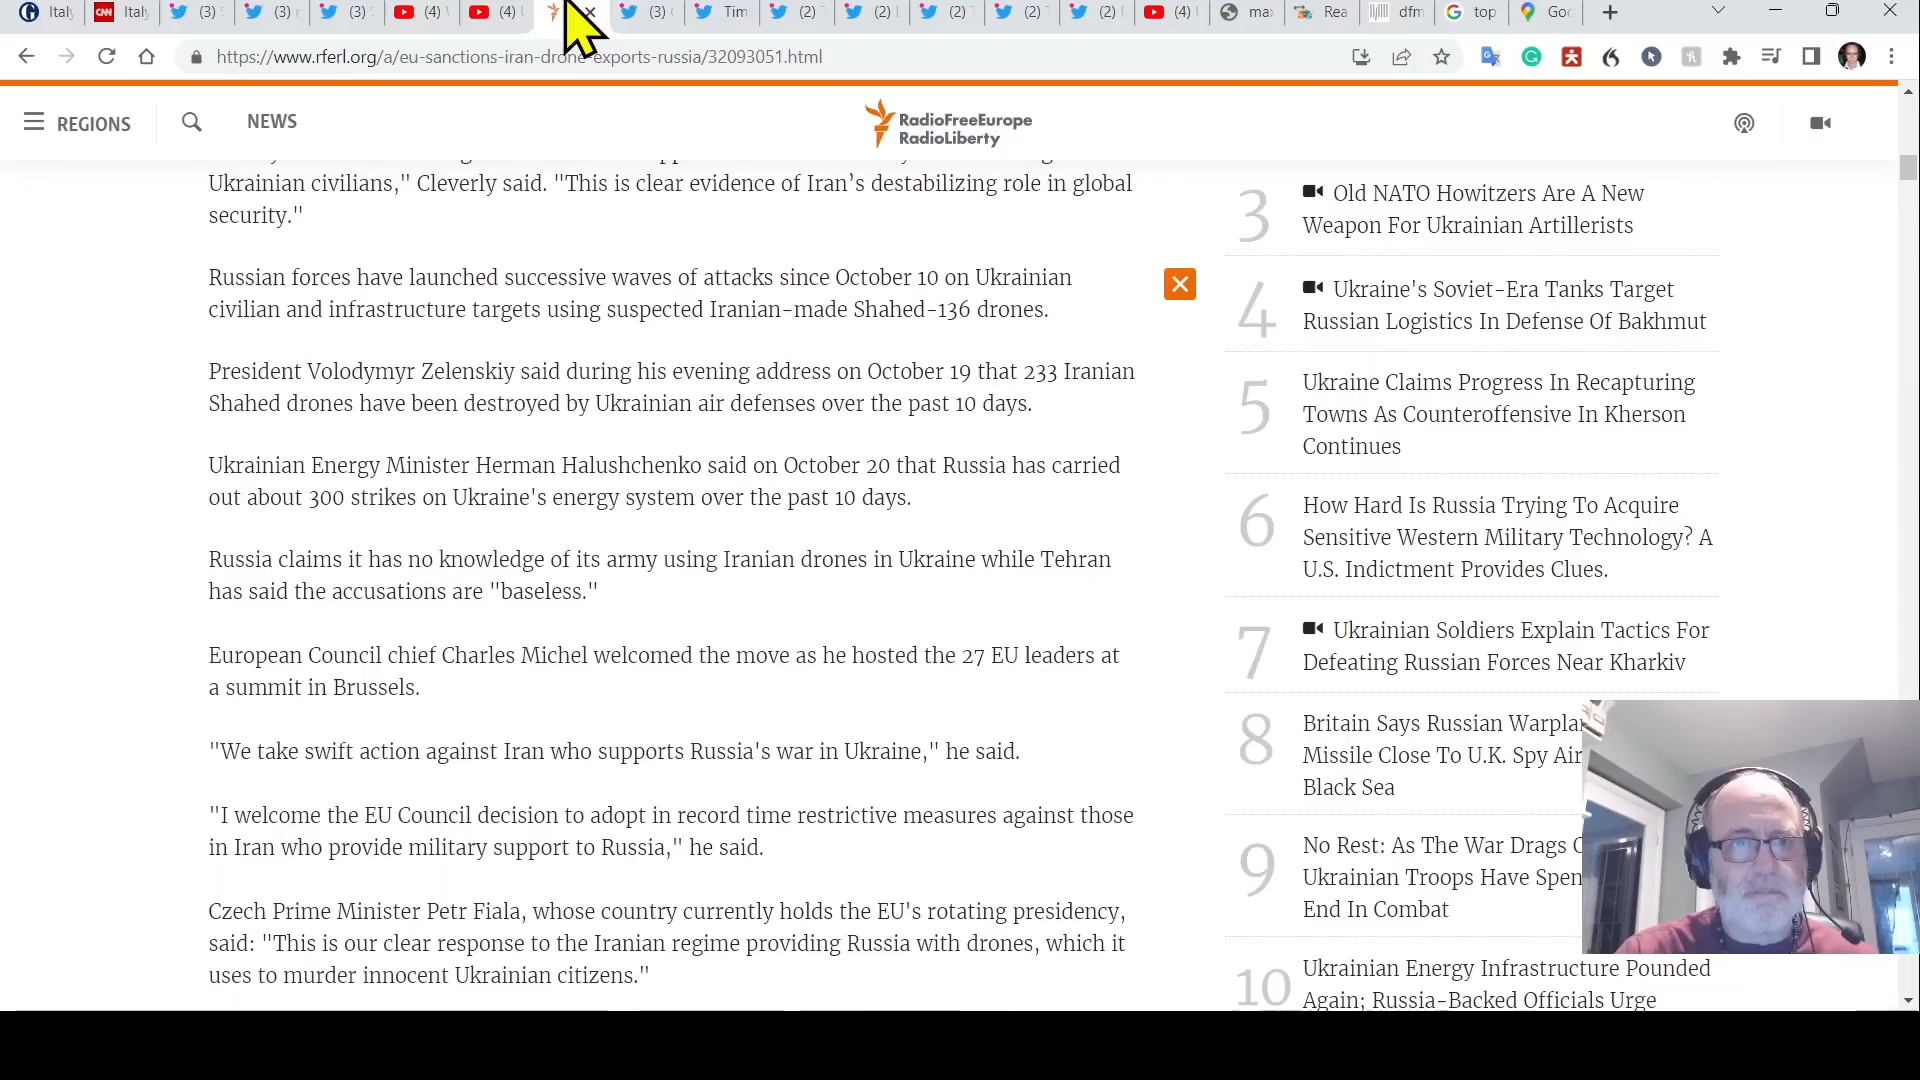 Italy
CNN
Italy
(3)
(3)
(3)
(4)
(4)
(3)
Tim
(2)
(2)
(2)
(2)
(2)
(4)
max
Rea
dfm
top
Goo
https://www.rferl.org/a/eu-sanctions-iran-drone-exports-russia/32093051.html
REGIONS
NEWS
RadioFreeEurope
RadioLiberty
Ukrainian civilians," Cleverly said. "This is clear evidence of Iran’s destabilizing role in global
security."
Russian forces have launched successive waves of attacks since October 10 on Ukrainian
civilian and infrastructure targets using suspected Iranian-made Shahed-136 drones.
President Volodymyr Zelenskiy said during his evening address on October 19 that 233 Iranian
Shahed drones have been destroyed by Ukrainian air defenses over the past 10 days.
Ukrainian Energy Minister Herman Halushchenko said on October 20 that Russia has carried
out about 300 strikes on Ukraine's energy system over the past 10 days.
Russia claims it has no knowledge of its army using Iranian drones in Ukraine while Tehran
has said the accusations are "baseless."
European Council chief Charles Michel welcomed the move as he hosted the 27 EU leaders at
a summit in Brussels.
"We take swift action against Iran who supports Russia's war in Ukraine," he said.
"I welcome the EU Council decision to adopt in record time restrictive measures against those
in Iran who provide military support to Russia," he said.
Czech Prime Minister Petr Fiala, whose country currently holds the EU's rotating presidency,
said: "This is our clear response to the Iranian regime providing Russia with drones, which it
uses to murder innocent Ukrainian citizens."
3
Old NATO Howitzers Are A New
Weapon For Ukrainian Artillerists
4
Ukraine's Soviet-Era Tanks Target
Russian Logistics In Defense Of Bakhmut
5
Ukraine Claims Progress In Recapturing
Towns As Counteroffensive In Kherson
Continues
6
How Hard Is Russia Trying To Acquire
Sensitive Western Military Technology? A
U.S. Indictment Provides Clues.
7
Ukrainian Soldiers Explain Tactics For
Defeating Russian Forces Near Kharkiv
8
Britain Says Russian Warplan
Missile Close To U.K. Spy Air
Black Sea
9
No Rest: As The War Drags O
Ukrainian Troops Have Spen
End In Combat
10
Ukrainian Energy Infrastructure Pounded
Again; Russia-Backed Officials Urge